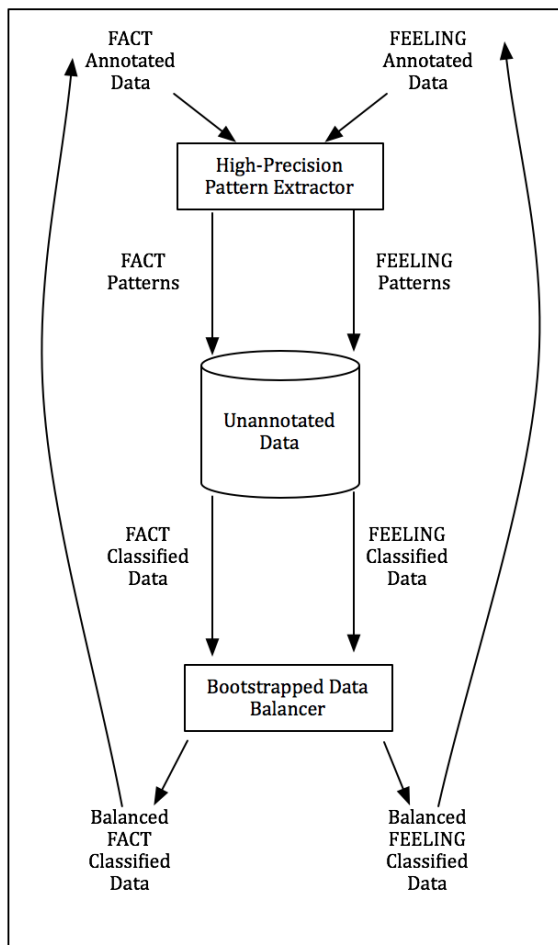 FACT
Annotated
Data
FEELING
Annotated
Data
High-Precision
Pattern Extractor
FACT
Patterns
FEELING
Patterns
Unannotated
Data
FACT
Classified
Data
FEELING
Classified
Data
Bootstrapped Data
Balancer
Balanced
FACT
Classified
Data
Balanced
FEELING
Classified
Data